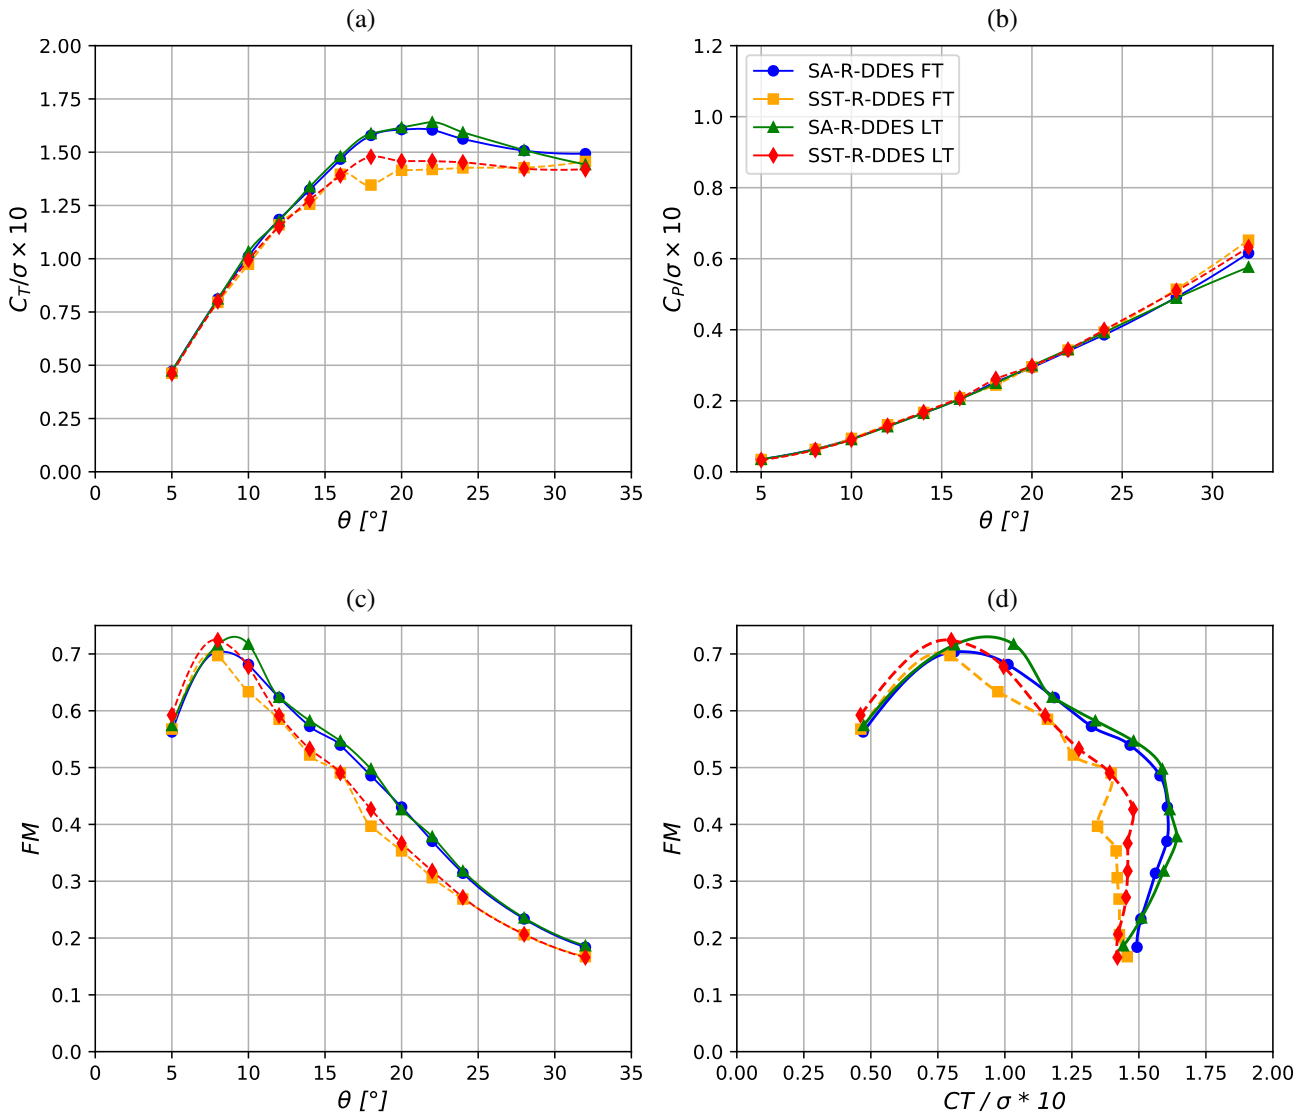 (a)
2.00
1.75
1.50
1.25
1.00
0.75
0.50
0.25
0.00
C_T/σ × 10
0 5 10 15 20 25 30 35
θ [°]
(b)
1.2
1.0
0.8
0.6
0.4
0.2
0.0
C_P/σ × 10
SA-R-DDES FT
SST-R-DDES FT
SA-R-DDES LT
SST-R-DDES LT
5 10 15 20 25 30
θ [°]
(c)
0.7
0.6
0.5
0.4
0.3
0.2
0.1
0.0
FM
0 5 10 15 20 25 30 35
θ [°]
(d)
0.7
0.6
0.5
0.4
0.3
0.2
0.1
0.0
FM
0.00 0.25 0.50 0.75 1.00 1.25 1.50 1.75 2.00
CT / σ * 10